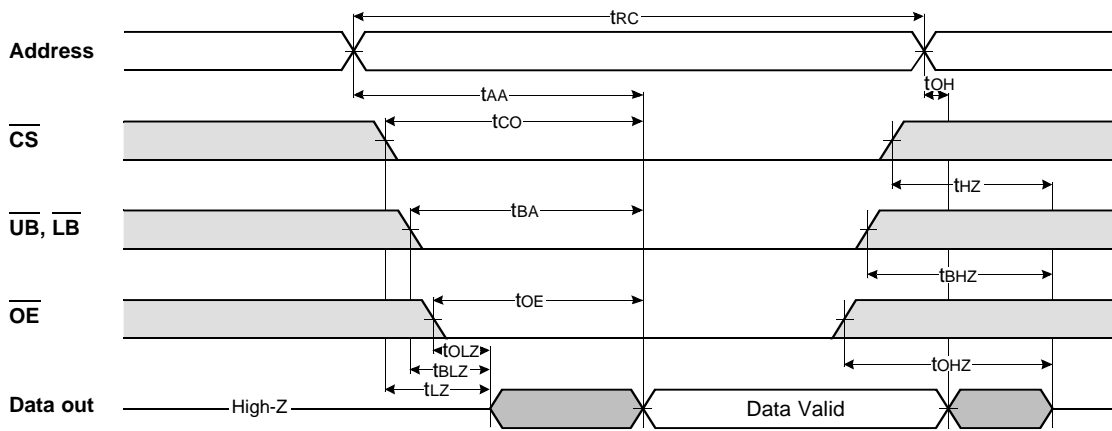 tRC
Address
tAA
tOH
CS
tCO
tHZ
UB, LB
tBA
tBHZ
OE
tOE
tOLZ
tBLZ
tOHZ
tLZ
Data out
High-Z
Data Valid